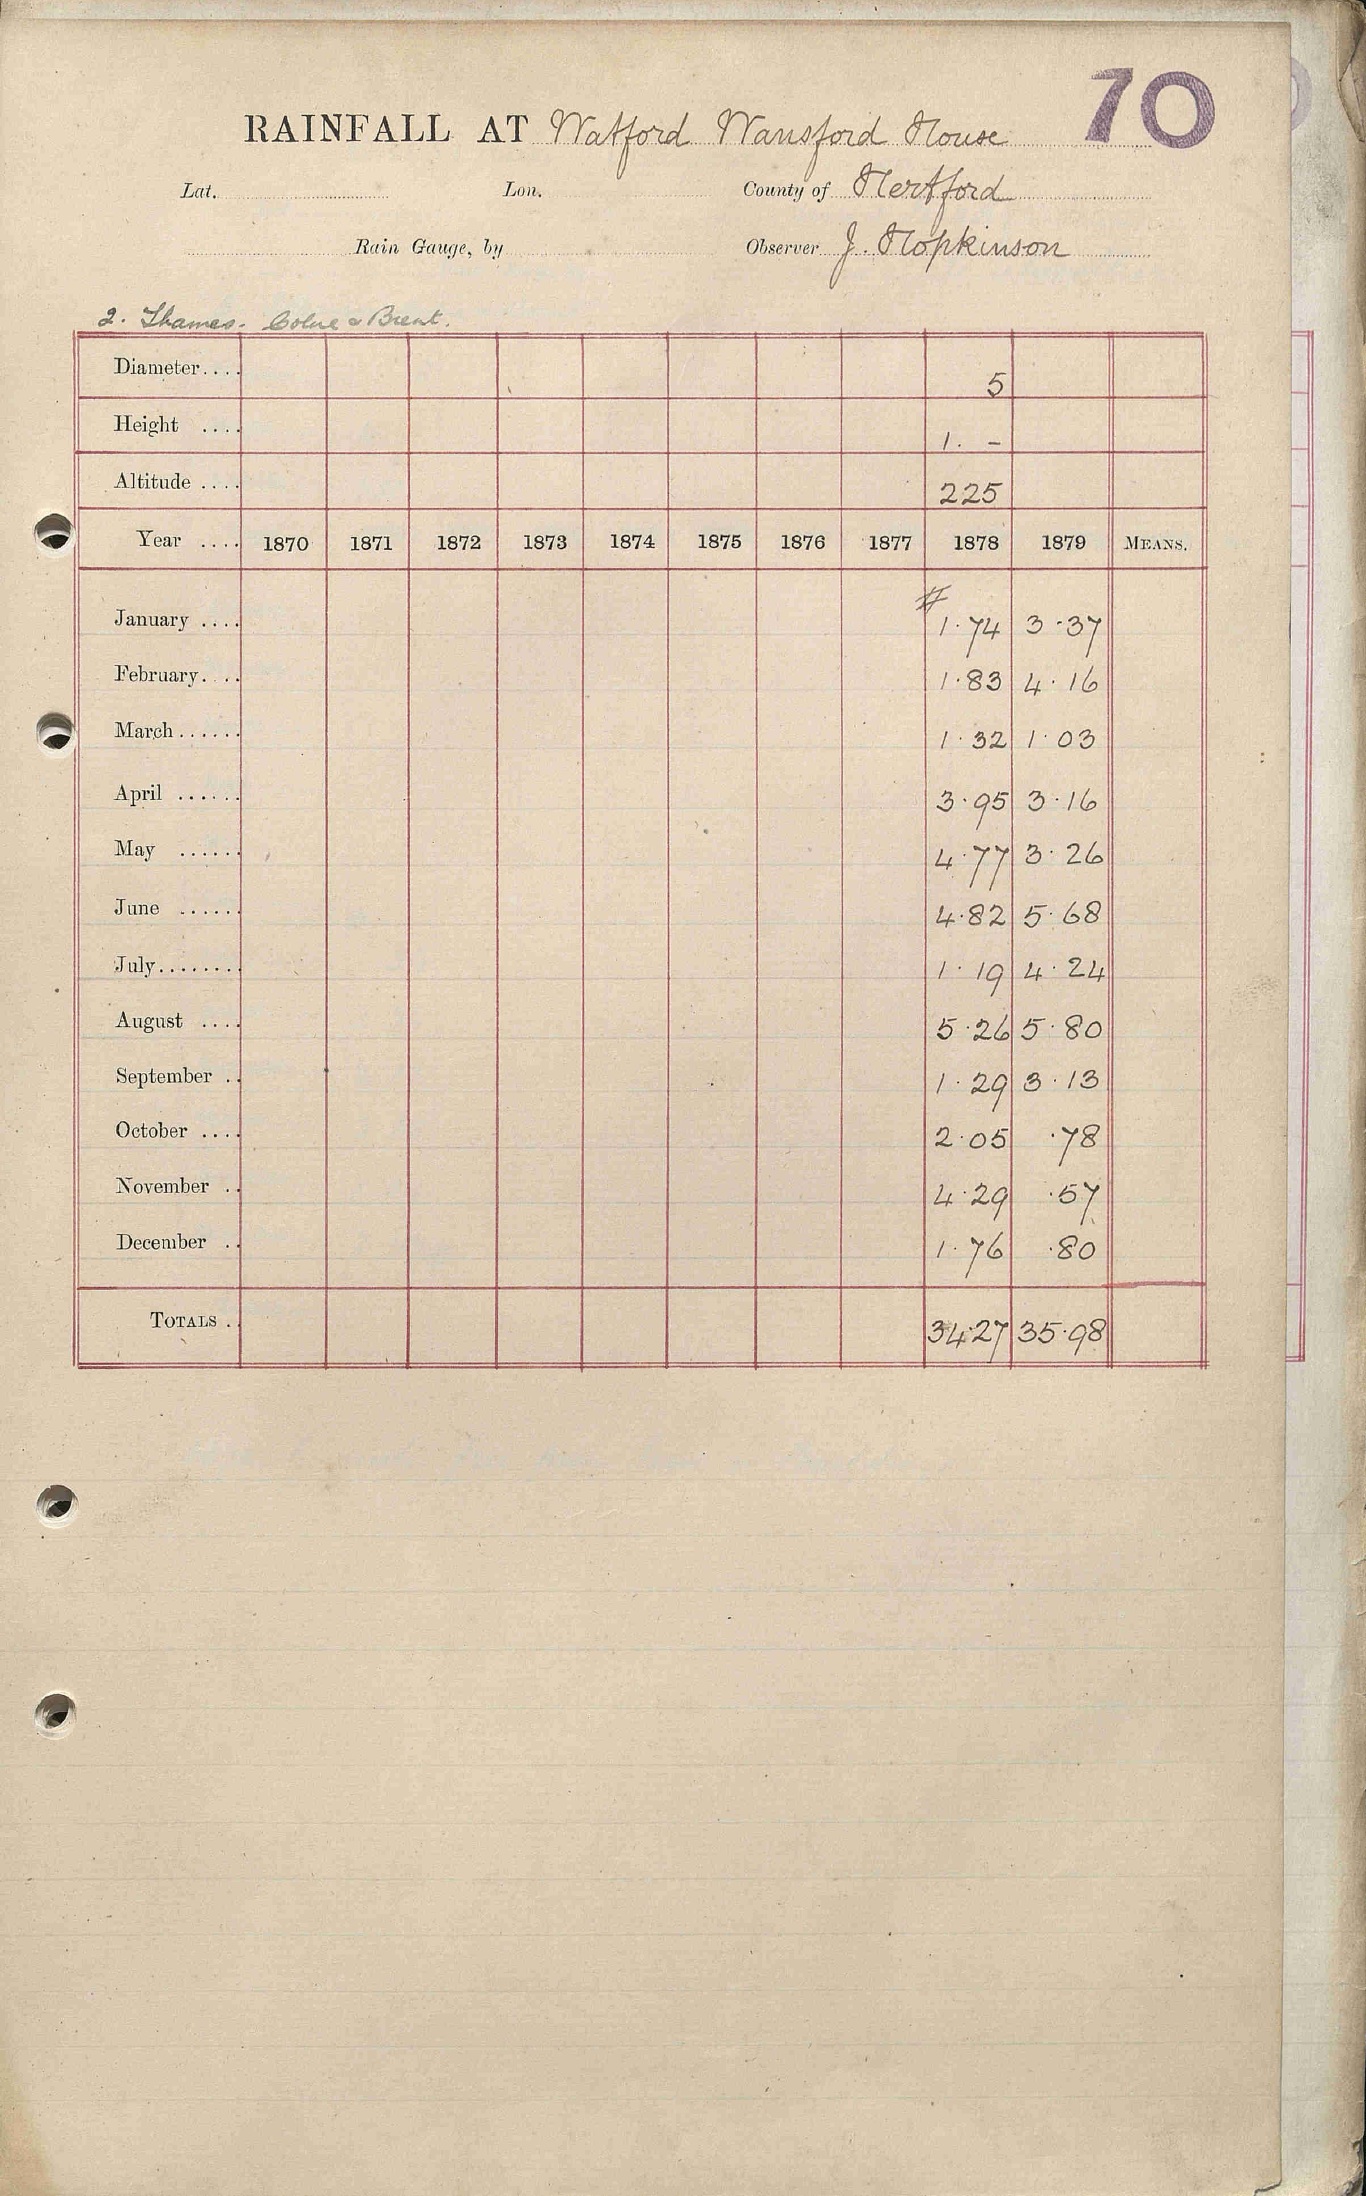 70
RAINFALL AT Watford Wansford House
Lat. Lon. County of Hertford
Rain Gauge, by Observer J. Hopkinson
2. Thames. Colne & Brent.
Diameter.... 5
Height .... 1. -
Altitude .... 225
Year .... 1870 1871 1872 1873 1874 1875 1876 1877 1878 1879 MEANS.
#
January .... 1.74 3.37
February.... 1.83 4.16
March...... 1.32 1.03
April ...... 3.95 3.16
May ...... 4.77 3.26
June ...... 4.82 5.68
July........ 1.19 4.24
August .... 5.26 5.80
September .. 1.29 3.13
October .... 2.05 .78
November .. 4.29 .57
December .. 1.76 .80
TOTALS .. 34.27 35.98